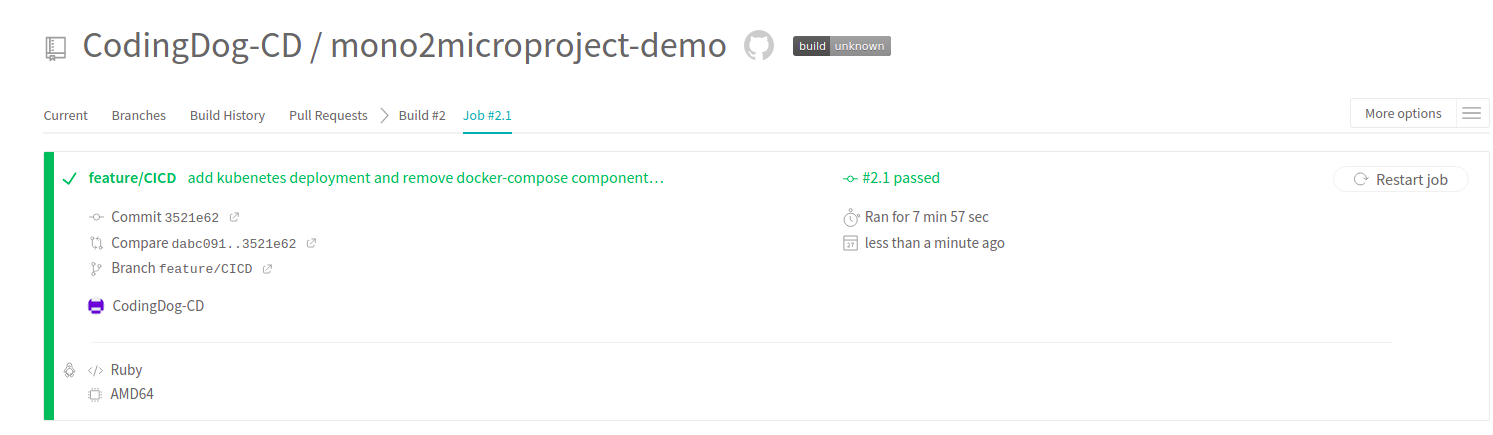 CodingDog-CD / mono2microproject-demo build unknown
Current Branches Build History Pull Requests Build #2 Job #2.1 More options
feature/CICD add kubenetes deployment and remove docker-compose component… #2.1 passed Restart job
Commit 3521e62 Ran for 7 min 57 sec
Compare dabc091..3521e62 27 less than a minute ago
Branch feature/CICD
CodingDog-CD
</> Ruby
AMD64